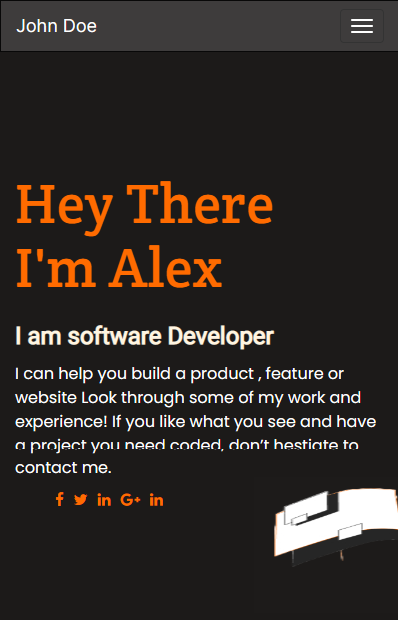 John Doe
Hey There
I'm Alex
I am software Developer
I can help you build a product , feature or
website Look through some of my work and
experience! If you like what you see and have
a project you need coded, don’t hestiate to
contact me.